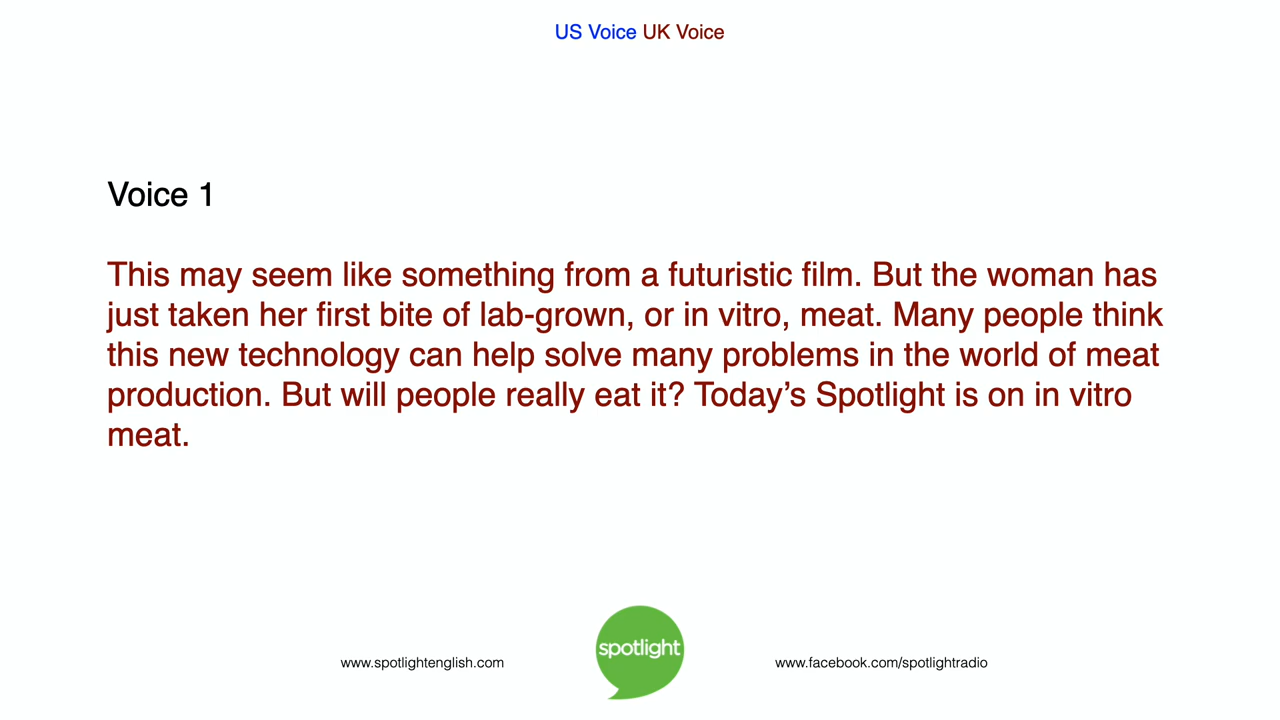 US Voice UK Voice
Voice 1
This may seem like something from a futuristic film. But the woman has
just taken her first bite of lab-grown, or in vitro, meat. Many people think
this new technology can help solve many problems in the world of meat
production. But will people really eat it? Today’s Spotlight is on in vitro
meat.
www.spotlightenglish.com
spotlight
www.facebook.com/spotlightradio